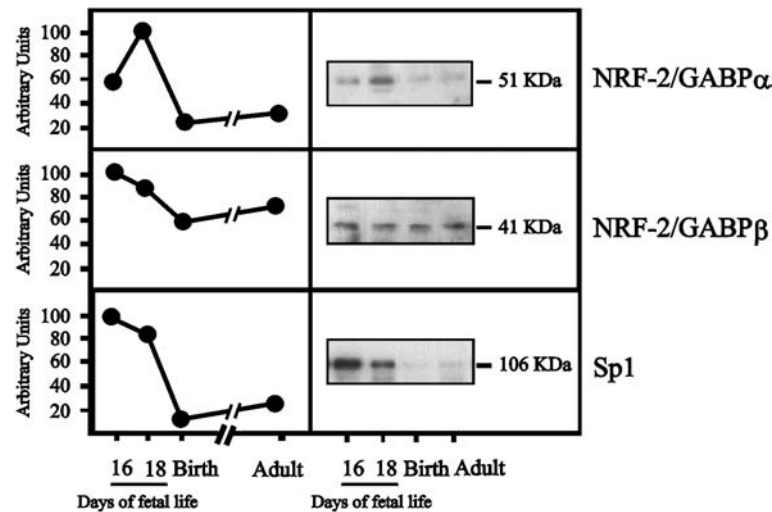 Arbitrary Units
100
80
60
40
20
51 KDa
NRF-2/GABPα
Arbitrary Units
100
80
60
40
20
41 KDa
NRF-2/GABPβ
Arbitrary Units
100
80
60
40
20
106 KDa
Sp1
16 18 Birth Adult
Days of fetal life
16 18 Birth Adult
Days of fetal life